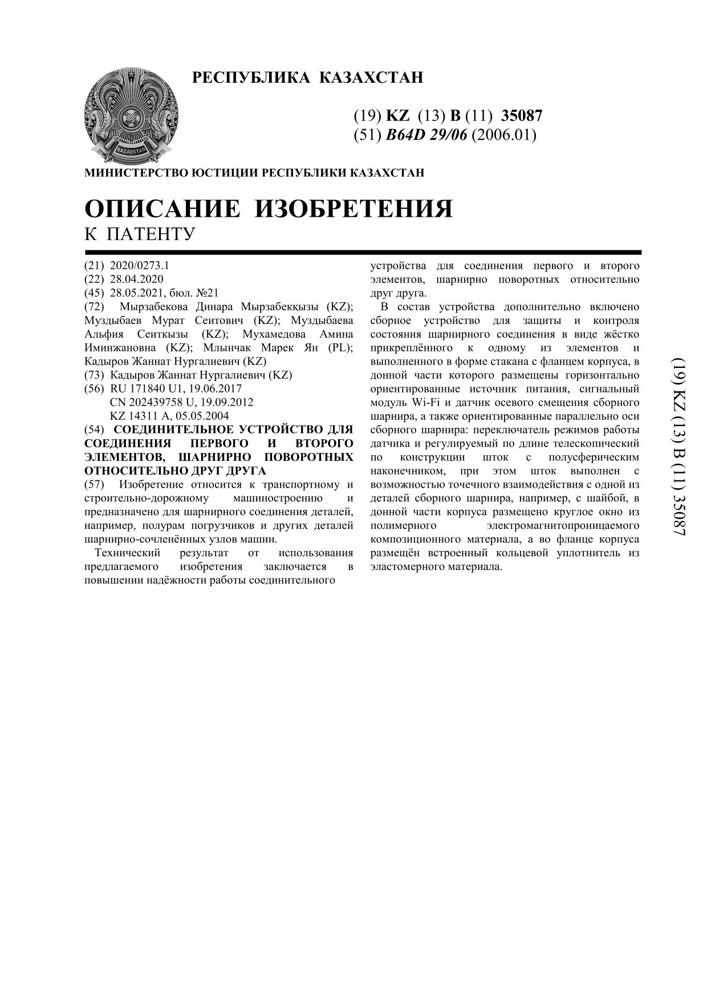 РЕСПУБЛИКА КАЗАХСТАН
(19) KZ (13) B (11) 35087
(51) B64D 29/06 (2006.01)
QAZAQSTAN
МИНИСТЕРСТВО ЮСТИЦИИ РЕСПУБЛИКИ КАЗАХСТАН
ОПИСАНИЕ ИЗОБРЕТЕНИЯ
К ПАТЕНТУ
(21) 2020/0273.1
(22) 28.04.2020
(45) 28.05.2021, бюл. №21
(72) Мырзабекова Динара Мырзабекқызы (KZ);
Муздыбаев Мурат Сеитович (KZ); Муздыбаева
Альфия Сеиткызы (KZ); Мухамедова Амина
Иминжановна (KZ); Млынчак Марек Ян (PL);
Кадыров Жаннат Нургалиевич (KZ)
(73) Кадыров Жаннат Нургалиевич (KZ)
(56) RU 171840 U1, 19.06.2017
CN 202439758 U, 19.09.2012
KZ 14311 A, 05.05.2004
(54) СОЕДИНИТЕЛЬНОЕ УСТРОЙСТВО ДЛЯ
СОЕДИНЕНИЯ ПЕРВОГО И ВТОРОГО
ЭЛЕМЕНТОВ, ШАРНИРНО ПОВОРОТНЫХ
ОТНОСИТЕЛЬНО ДРУГ ДРУГА
(57) Изобретение относится к транспортному и
строительно-дорожному машиностроению и
предназначено для шарнирного соединения деталей,
например, полурам погрузчиков и других деталей
шарнирно-сочленённых узлов машин.
Технический результат от использования
предлагаемого изобретения заключается в
повышении надёжности работы соединительного
устройства для соединения первого и второго
элементов, шарнирно поворотных относительно
друг друга.
В состав устройства дополнительно включено
сборное устройство для защиты и контроля
состояния шарнирного соединения в виде жёстко
прикреплённого к одному из элементов и
выполненного в форме стакана с фланцем корпуса, в
донной части которого размещены горизонтально
ориентированные источник питания, сигнальный
модуль Wi-Fi и датчик осевого смещения сборного
шарнира, а также ориентированные параллельно оси
сборного шарнира: переключатель режимов работы
датчика и регулируемый по длине телескопический
по конструкции шток с полусферическим
наконечником, при этом шток выполнен с
возможностью точечного взаимодействия с одной из
деталей сборного шарнира, например, с шайбой, в
донной части корпуса размещено круглое окно из
полимерного электромагнитопроницаемого
композиционного материала, а во фланце корпуса
размещён встроенный кольцевой уплотнитель из
эластомерного материала.
(19) KZ (13) B (11) 35087